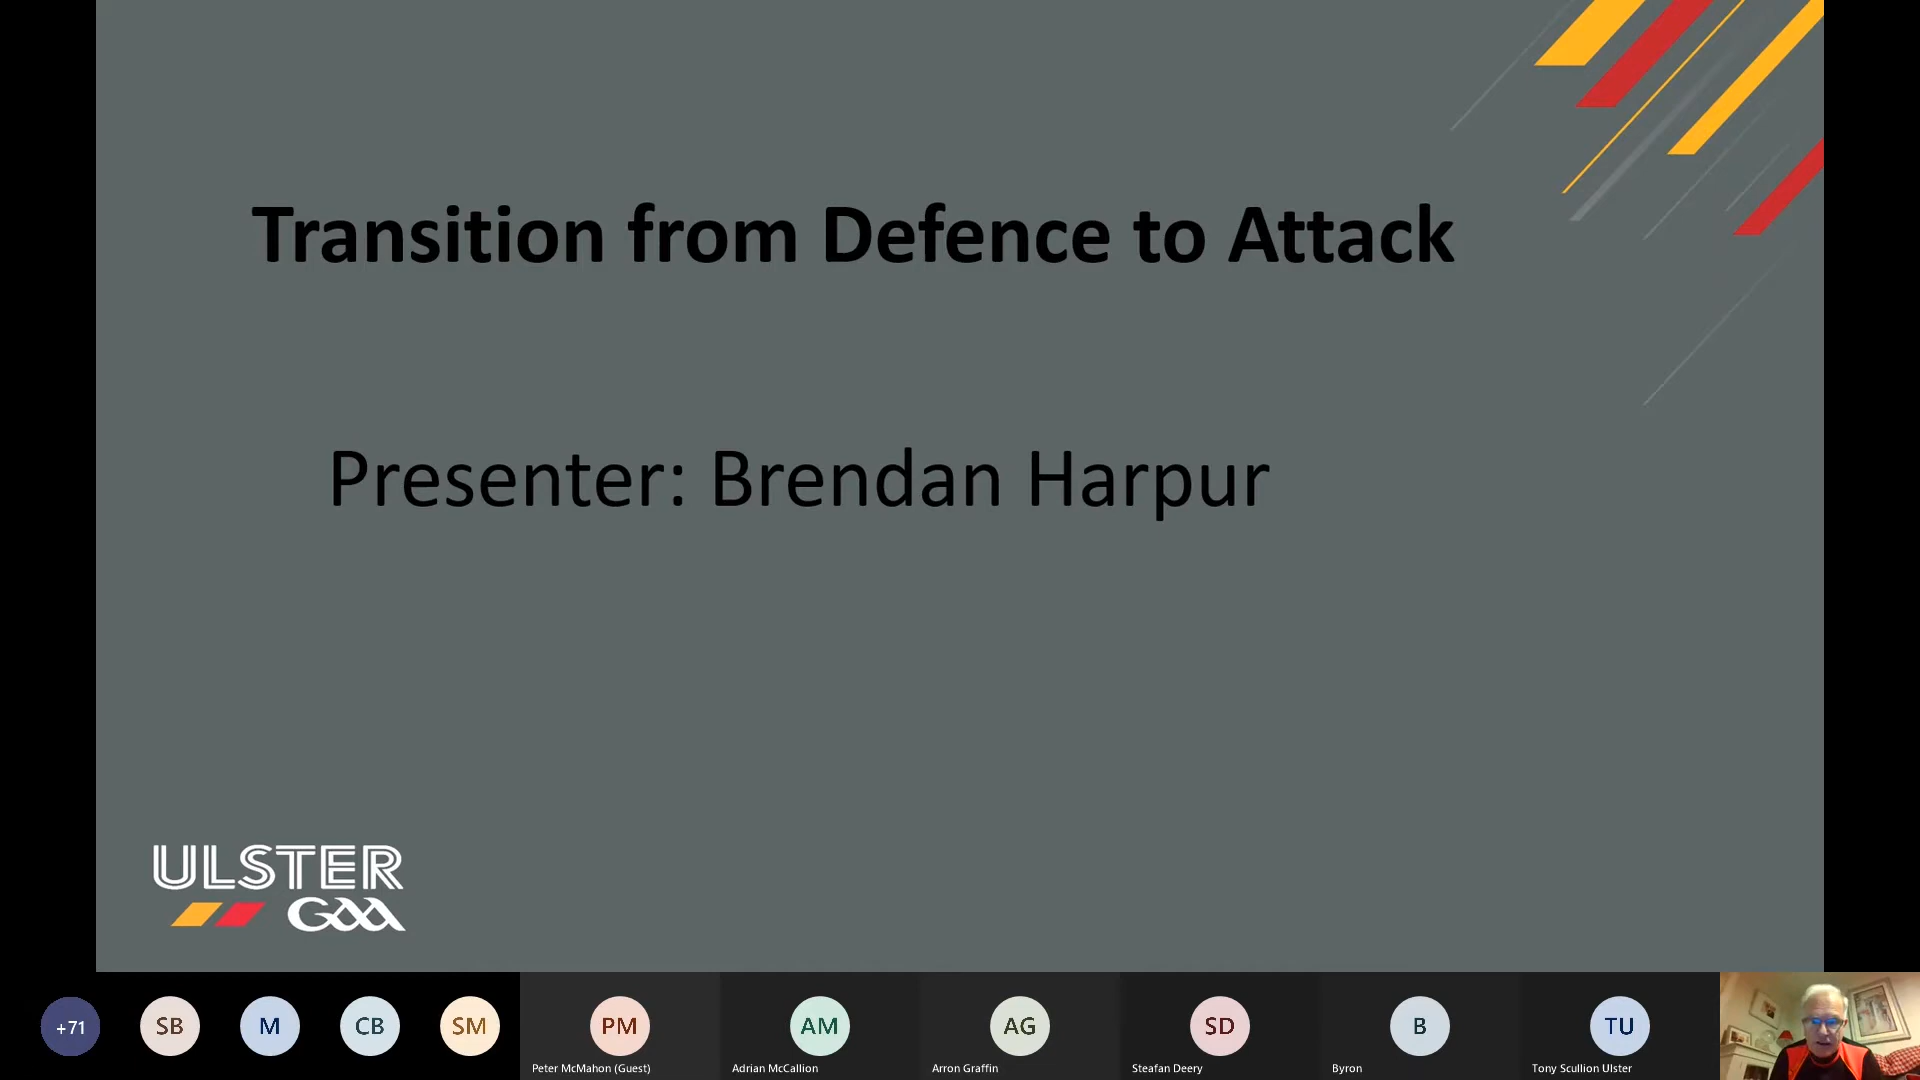 Transition from Defence to Attack
Presenter: Brendan Harpur
ULSTER
GAA
+71
SB
M
CB
SM
PM
AM
AG
SD
B
TU
Peter McMahon (Guest)
Adrian McCallion
Arron Graffin
Steafan Deery
Byron
Tony Scullion Ulster